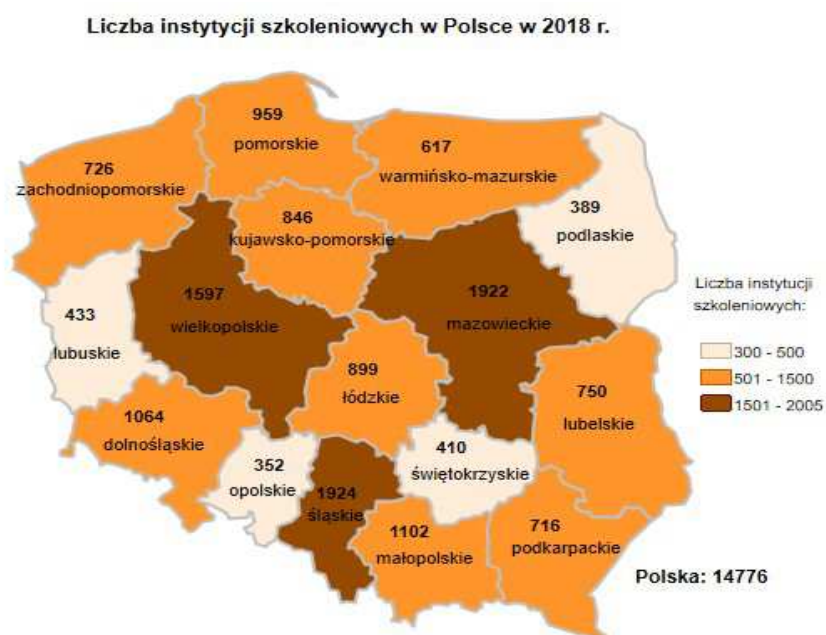 Liczba instytycji szkoleniowych w Polsce w 2018 r.
959
pomorskie
617
warmińsko-mazurskie
726
zachodniopomorskie
846
kujawsko-pomorskie
389
podlaskie
1597
wielkopolskie
1922
mazowieckie
433
lubuskie
899
łódzkie
750
lubelskie
1064
dolnośląskie
352
opolskie
1924
śląskie
410
świętokrzyskie
1102
małopolskie
716
podkarpackie
Liczba instytucji
szkoleniowych:
300 - 500
501 - 1500
1501 - 2005
Polska: 14776